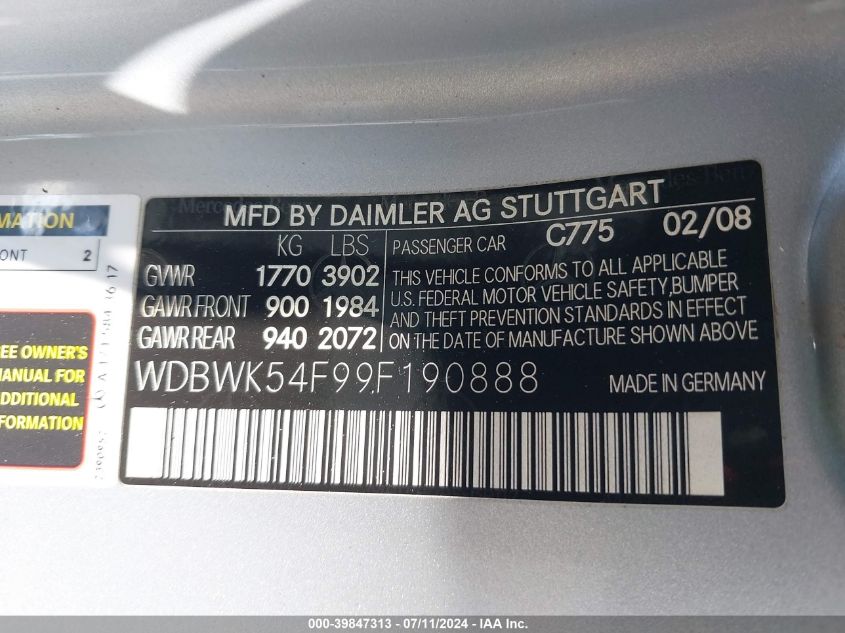 Mercedes-Benz
MFD BY DAIMLER AG STUTTGART
KG LBS
PASSENGER CAR C775 02/08
GVWR 1770 3902
GAWR FRONT 900 1984
GAWR REAR 940 2072
THIS VEHICLE CONFORMS TO ALL APPLICABLE
U.S. FEDERAL MOTOR VEHICLE SAFETY,BUMPER
AND THEFT PREVENTION STANDARDS IN EFFECT
ON THE DATE OF MANUFACTURE SHOWN ABOVE
WDBWK54F99F190888
MADE IN GERMANY
MATION
ONT 2
EE OWNER'S
MANUAL FOR
ADDITIONAL
FORMATION
000-39847313 - 07/11/2024 - IAA Inc.